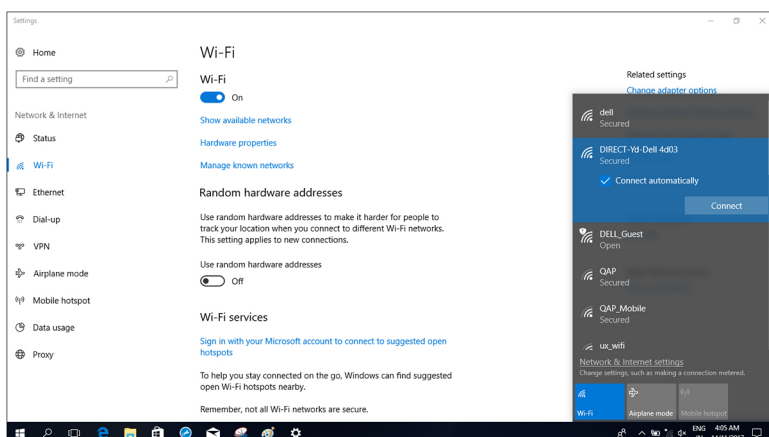 Settings
Home
Find a setting
Network & Internet
Status
Wi-Fi
Ethernet
Dial-up
VPN
Airplane mode
Mobile hotspot
Data usage
Proxy
Wi-Fi
Wi-Fi
On
Show available networks
Hardware properties
Manage known networks
Random hardware addresses
Use random hardware addresses to make it harder for people to
track your location when you connect to different Wi-Fi networks.
This setting applies to new connections.
Use random hardware addresses
Off
Wi-Fi services
Sign in with your Microsoft account to connect to suggested open
hotspots
To help you stay connected on the go, Windows can find suggested
open Wi-Fi hotspots nearby.
Remember, not all Wi-Fi networks are secure.
Related settings
Change adapter options
dell
Secured
DIRECT-Yd-Dell 4d03
Secured
Connect automatically
Connect
DELL_Guest
Open
QAP
Secured
QAP_Mobile
Secured
ux_wifi
Network & Internet settings
Change settings, such as making a connection metered.
Wi-Fi
Airplane mode
Mobile hotspot
ENG
4:05 AM